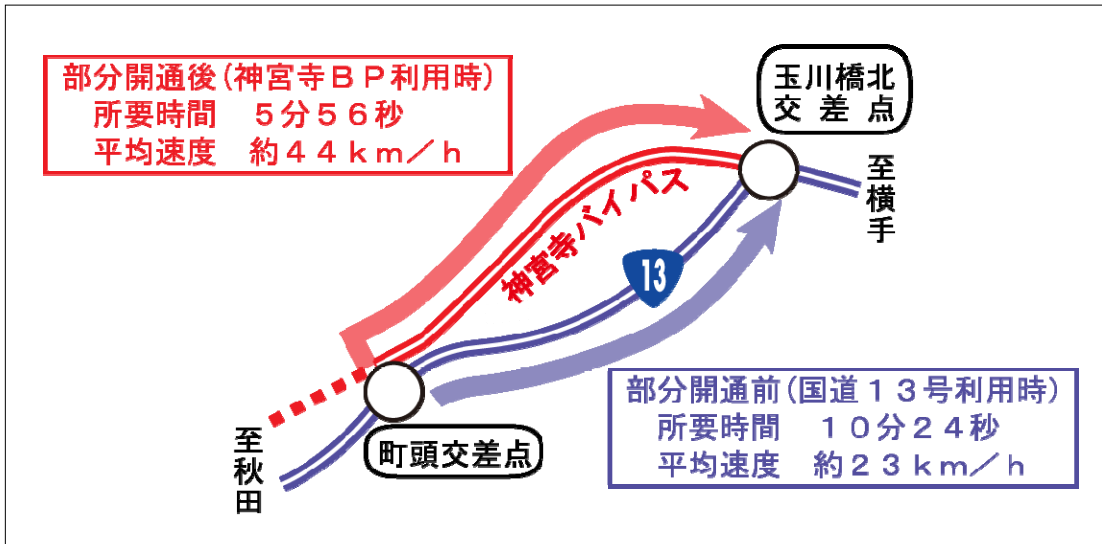 部分開通後(神宮寺BP利用時)
所要時間　5分56秒
平均速度　約44km/h
玉川橋北
交差点
至横手
神宮寺バイパス
13
部分開通前(国道13号利用時)
所要時間　10分24秒
平均速度　約23km/h
町頭交差点
至秋田